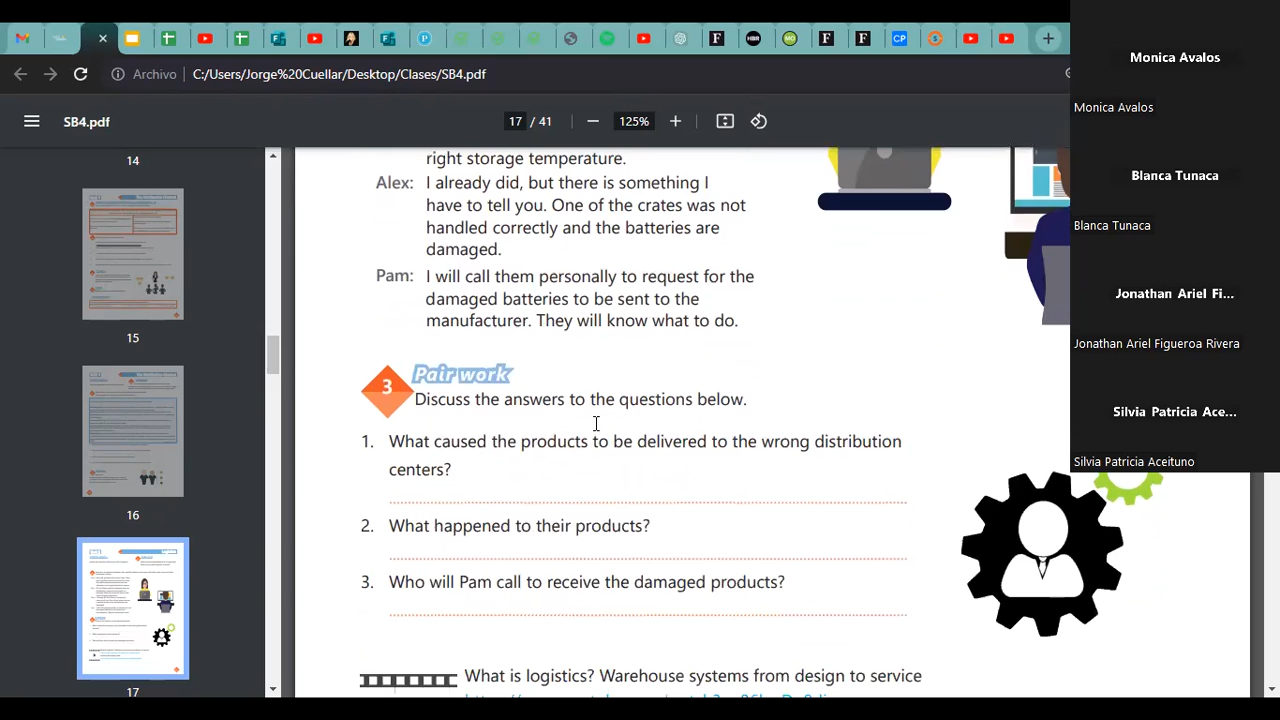 Archivo
C:/Users/Jorge%20Cuellar/Desktop/Clases/SB4.pdf
SB4.pdf
17 / 41
125%
14
15
16
17
right storage temperature.
Alex: I already did, but there is something I
have to tell you. One of the crates was not
handled correctly and the batteries are
damaged.
Pam: I will call them personally to request for the
damaged batteries to be sent to the
manufacturer. They will know what to do.
3
Pair work
Discuss the answers to the questions below.
1. What caused the products to be delivered to the wrong distribution
centers?
2. What happened to their products?
3. Who will Pam call to receive the damaged products?
What is logistics? Warehouse systems from design to service
Monica Avalos
Monica Avalos
Blanca Tunaca
Blanca Tunaca
Jonathan Ariel Fi...
Jonathan Ariel Figueroa Rivera
Silvia Patricia Ace...
Silvia Patricia Aceituno